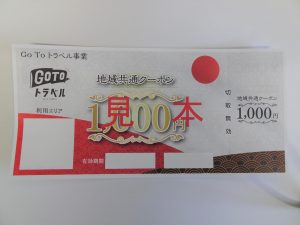 Go To トラベル事業
GOTO
トラベル
利用エリア
地域共通クーポン
1,000円
見本
有効期限
切取無効
地域共通クーポン
1,000円